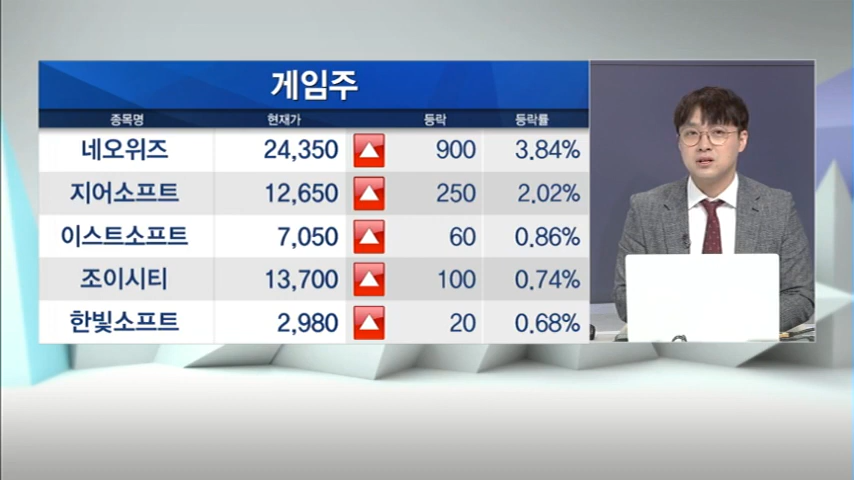 게임주
종목명 현재가 등락 등락률
네오위즈 24,350 ▲ 900 3.84%
지어소프트 12,650 ▲ 250 2.02%
이스트소프트 7,050 ▲ 60 0.86%
조이시티 13,700 ▲ 100 0.74%
한빛소프트 2,980 ▲ 20 0.68%